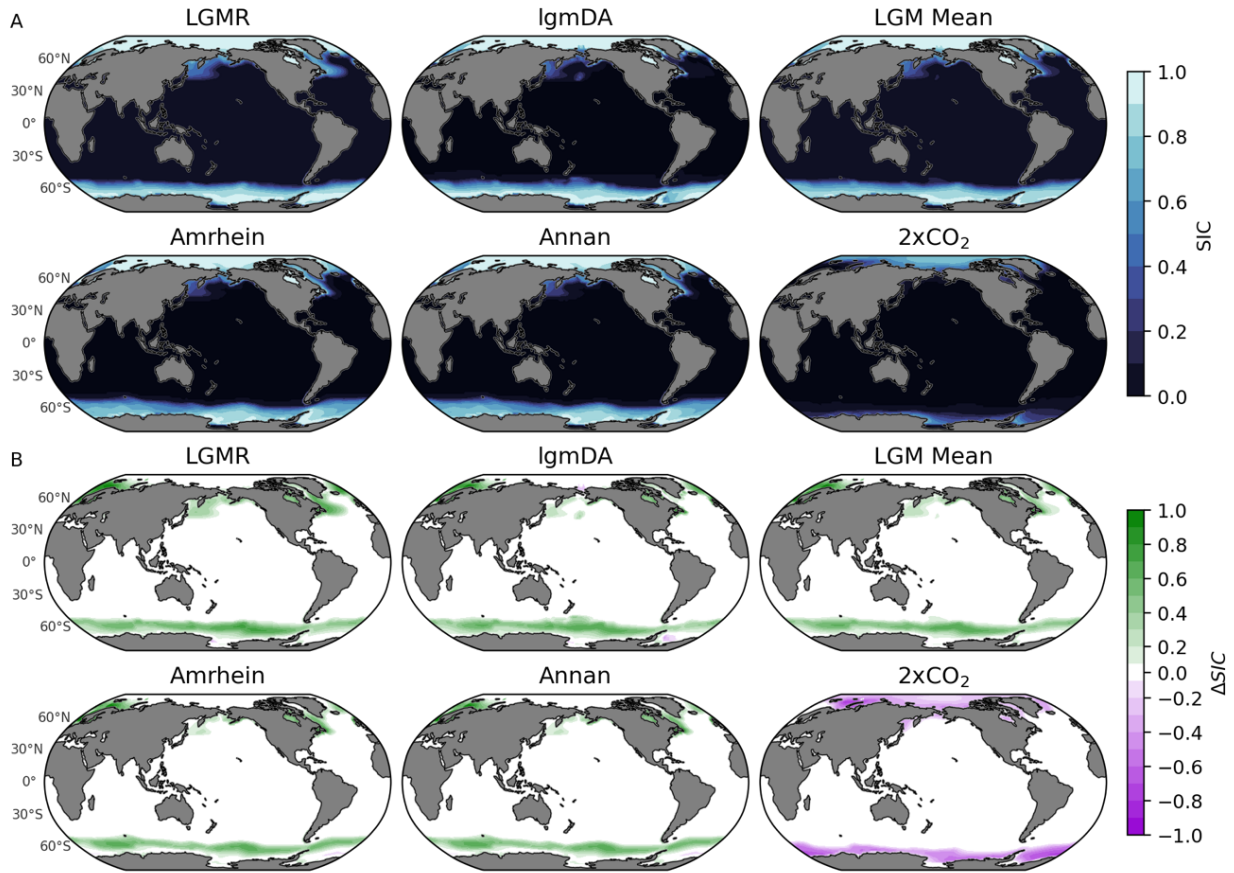 A
LGMR
lgmDA
LGM Mean
60°N
30°N
0°
30°S
60°S
Amrhein
Annan
2xCO₂
60°N
30°N
0°
30°S
60°S
1.0
0.8
0.6
0.4
0.2
0.0
SIC
B
LGMR
lgmDA
LGM Mean
60°N
30°N
0°
30°S
60°S
Amrhein
Annan
2xCO₂
60°N
30°N
0°
30°S
60°S
1.0
0.8
0.6
0.4
0.2
0.0
−0.2
−0.4
−0.6
−0.8
−1.0
ΔSIC